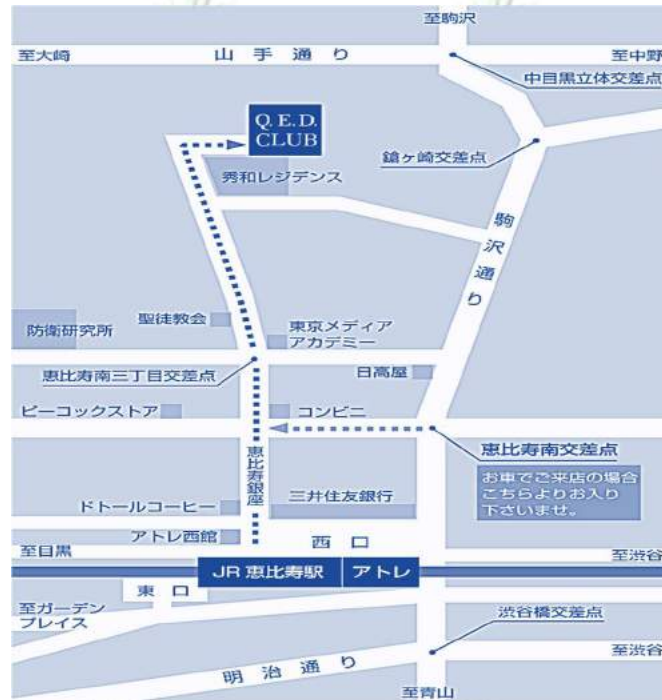 至駒沢
至大崎
山手通り
至中野
中目黒立体交差点
Q.E.D.
CLUB
鎗ヶ崎交差点
秀和レジデンス
駒沢通り
聖徒教会
防衛研究所
東京メディア
アカデミー
恵比寿南三丁目交差点
日高屋
ピーコックストア
コンビニ
恵比寿南交差点
お車でご来店の場合
こちらよりお入り
下さいませ。
恵比寿銀座
三井住友銀行
ドトールコーヒー
アトレ西館
西口
至目黒
至渋谷
JR 恵比寿駅
アトレ
東口
至ガーデン
プレイス
渋谷橋交差点
至渋谷
明治通り
至青山